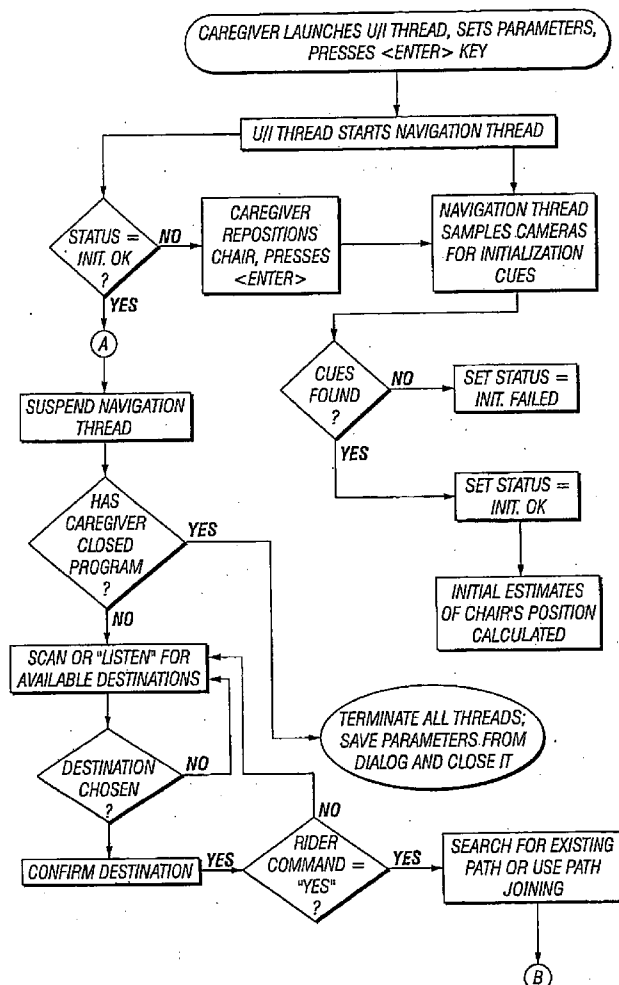 CAREGIVER LAUNCHES U/I THREAD, SETS PARAMETERS,
PRESSES <ENTER> KEY
U/I THREAD STARTS NAVIGATION THREAD
STATUS =
INIT. OK
?
NO
YES
CAREGIVER
REPOSITIONS
CHAIR, PRESSES
<ENTER>
NAVIGATION THREAD
SAMPLES CAMERAS
FOR INITIALIZATION
CUES
A
SUSPEND NAVIGATION
THREAD
CUES
FOUND
?
NO
YES
SET STATUS =
INIT. FAILED
SET STATUS =
INIT. OK
INITIAL ESTIMATES
OF CHAIR'S POSITION
CALCULATED
HAS
CAREGIVER
CLOSED
PROGRAM
?
YES
NO
SCAN OR "LISTEN" FOR
AVAILABLE DESTINATIONS
TERMINATE ALL THREADS;
SAVE PARAMETERS FROM
DIALOG AND CLOSE IT
DESTINATION
CHOSEN
?
NO
CONFIRM DESTINATION
YES
NO
RIDER
COMMAND =
"YES"
?
YES
SEARCH FOR EXISTING
PATH OR USE PATH
JOINING
B